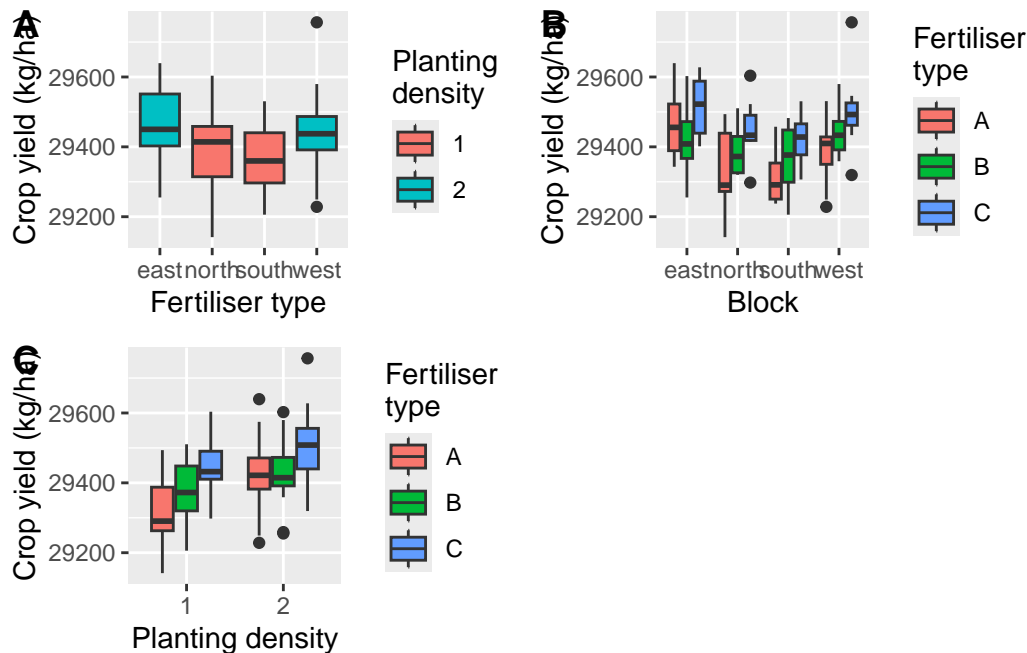 A
Crop yield (kg/ha)
29600
29400
29200
east north south west
Fertiliser type
Planting
density
1
2
B
Crop yield (kg/ha)
29600
29400
29200
east north south west
Block
Fertiliser
type
A
B
C
C
Crop yield (kg/ha)
29600
29400
29200
1
2
Planting density
Fertiliser
type
A
B
C